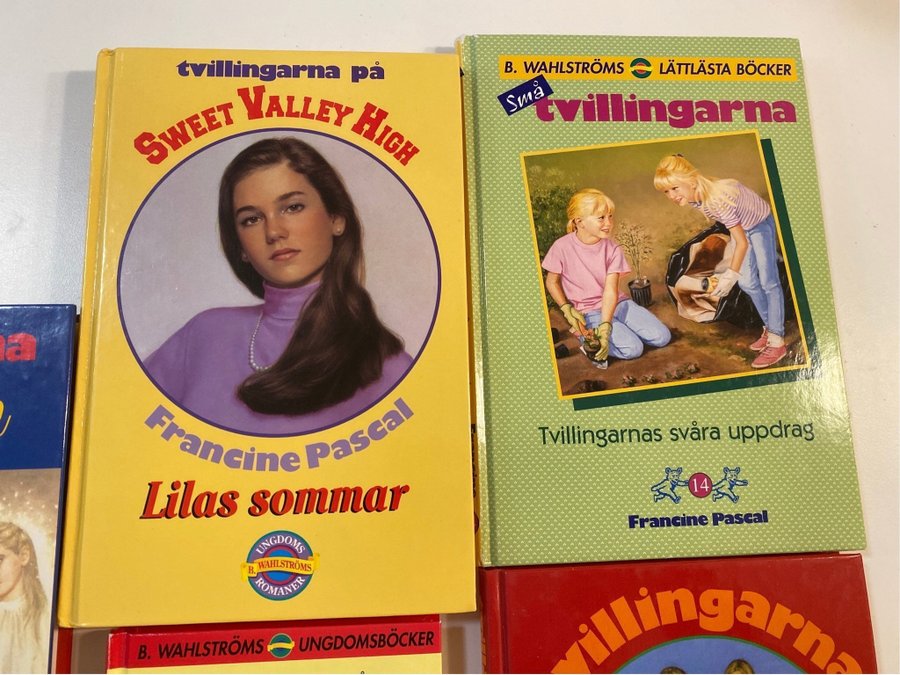 tvillingarna på
SWEET VALLEY HIGH
Francine Pascal
Lilas sommar
UNGDOMS
B. WAHLSTRÖMS
ROMANER
B. WAHLSTRÖMS LÄTTLÄSTA BÖCKER
Små
tvillingarna
Tvillingarnas svåra uppdrag
14
Francine Pascal
B. WAHLSTRÖMS UNGDOMSBÖCKER
tvillingarna